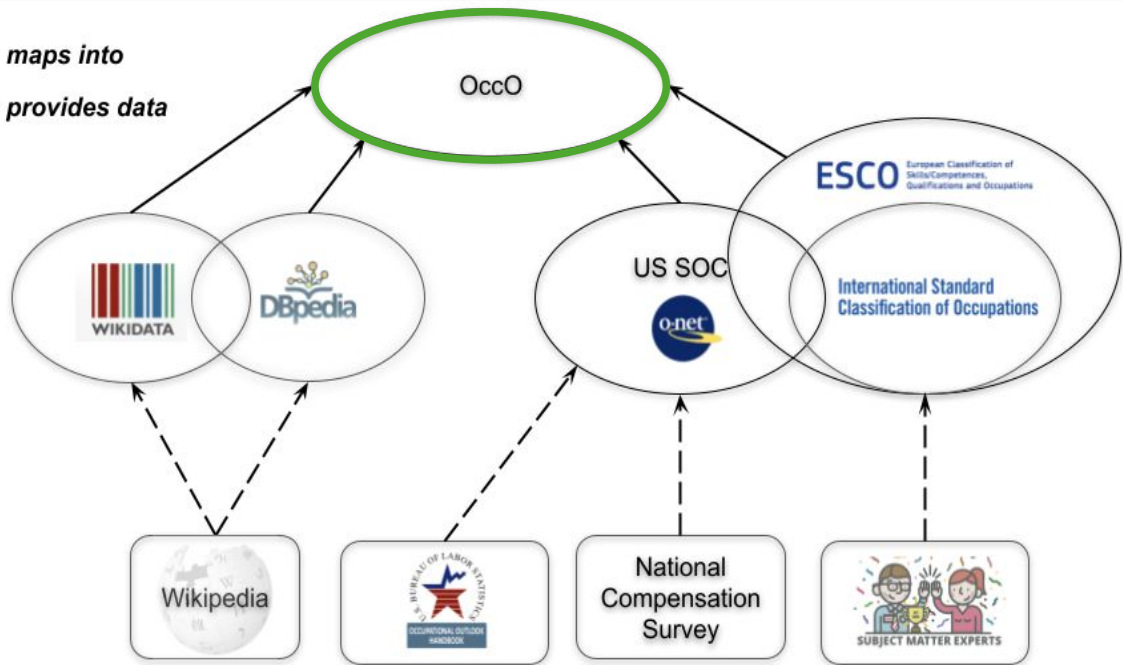 maps into
provides data
OccO
ESCO
European Classification of
Skills/Competences,
Qualifications and Occupations
WIKIDATA
DBpedia
US SOC
o·net
International Standard
Classification of Occupations
Wikipedia
U.S. BUREAU OF LABOR STATISTICS
OCCUPATIONAL OUTLOOK
HANDBOOK
National
Compensation
Survey
SUBJECT MATTER EXPERTS